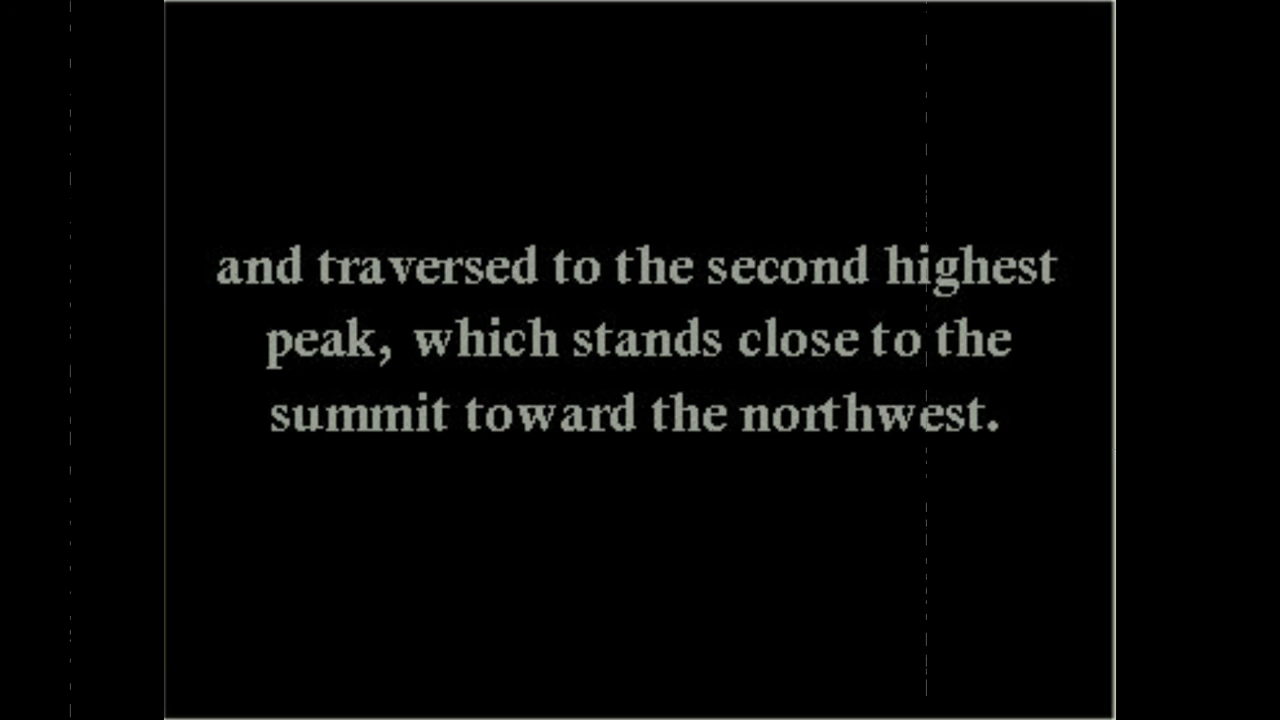 and traversed to the second highest
peak, which stands close to the
summit toward the northwest.